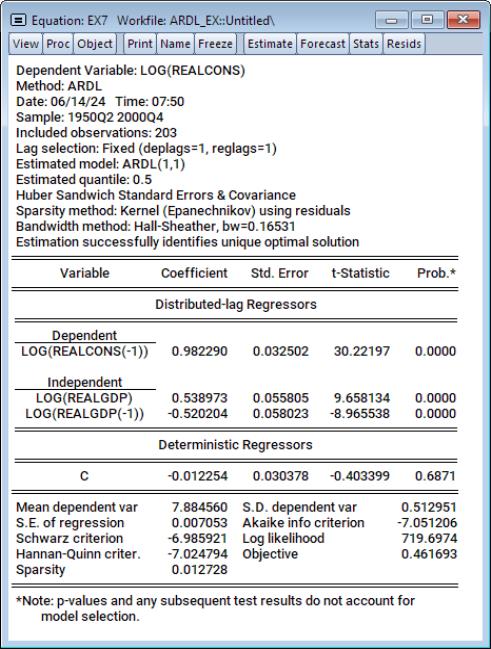 Equation: EX7 Workfile: ARDL_EX::Untitled\
View Proc Object Print Name Freeze Estimate Forecast Stats Resids
Dependent Variable: LOG(REALCONS)
Method: ARDL
Date: 06/14/24 Time: 07:50
Sample: 1950Q2 2000Q4
Included observations: 203
Lag selection: Fixed (deplags=1, reglags=1)
Estimated model: ARDL(1,1)
Estimated quantile: 0.5
Huber Sandwich Standard Errors & Covariance
Sparsity method: Kernel (Epanechnikov) using residuals
Bandwidth method: Hall-Sheather, bw=0.16531
Estimation successfully identifies unique optimal solution
Variable Coefficient Std. Error t-Statistic Prob.*
Distributed-lag Regressors
Dependent
LOG(REALCONS(-1)) 0.982290 0.032502 30.22197 0.0000
Independent
LOG(REALGDP) 0.538973 0.055805 9.658134 0.0000
LOG(REALGDP(-1)) -0.520204 0.058023 -8.965538 0.0000
Deterministic Regressors
C -0.012254 0.030378 -0.403399 0.6871
Mean dependent var 7.884560 S.D. dependent var 0.512951
S.E. of regression 0.007053 Akaike info criterion -7.051206
Schwarz criterion -6.985921 Log likelihood 719.6974
Hannan-Quinn criter. -7.024794 Objective 0.461693
Sparsity 0.012728
*Note: p-values and any subsequent test results do not account for
model selection.